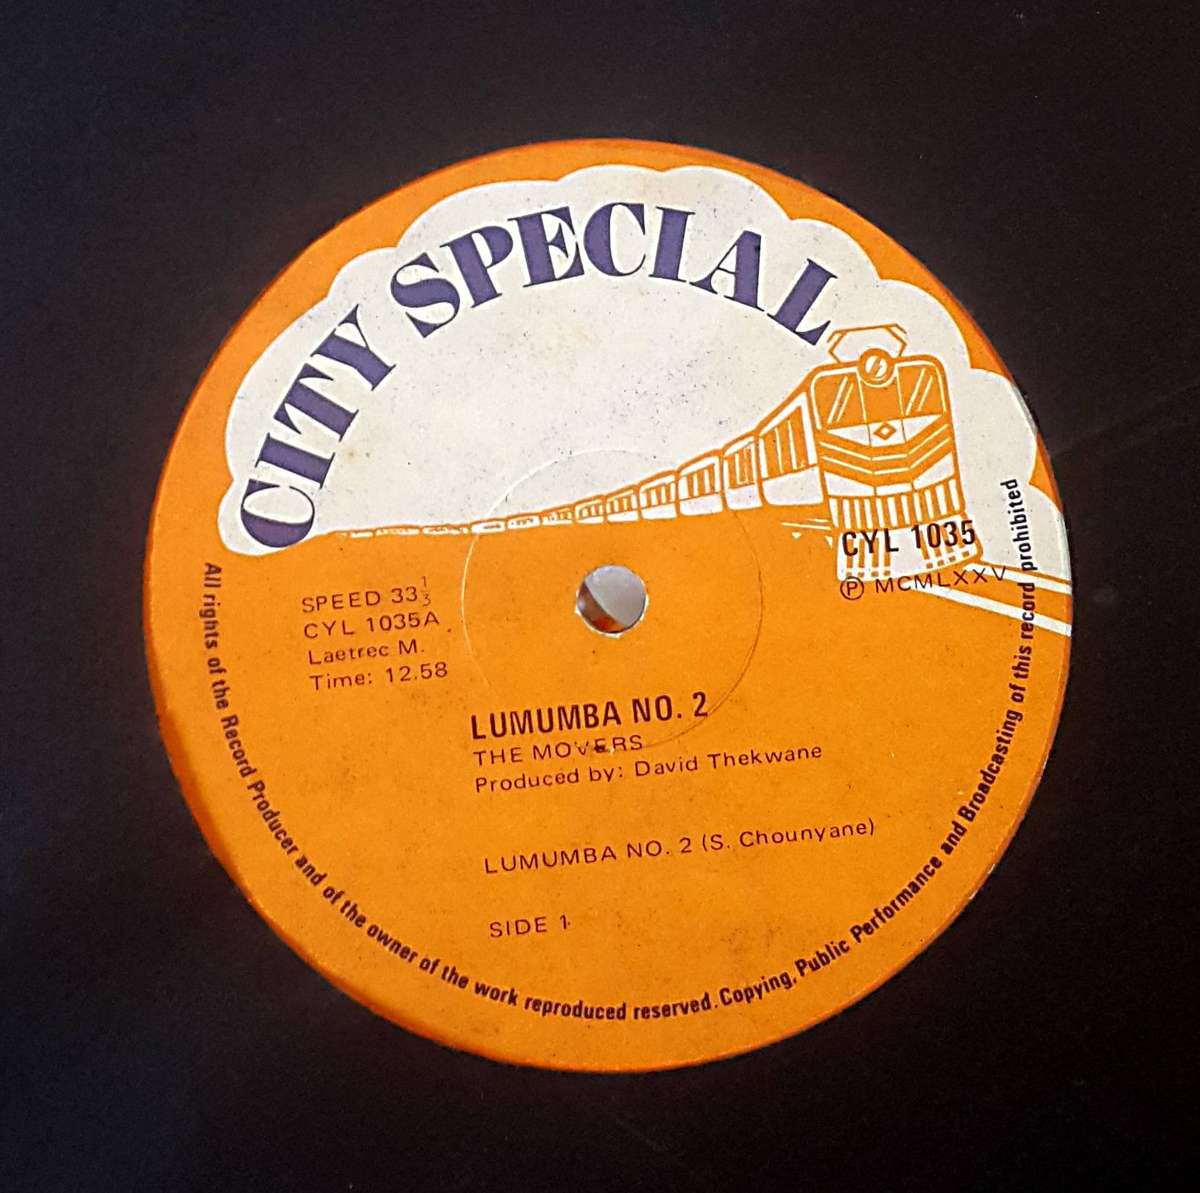 CITY SPECIAL
CYL 1035
Ⓟ MCMLXXV
SPEED 33⅓
CYL 1035A
Laetrec M.
Time: 12.58
LUMUMBA NO. 2
THE MOVERS
Produced by: David Thekwane
LUMUMBA NO. 2 (S. Chounyane)
SIDE 1
All rights of the Record Producer and of the owner of the work reproduced reserved. Copying, Public Performance and Broadcasting of this record prohibited